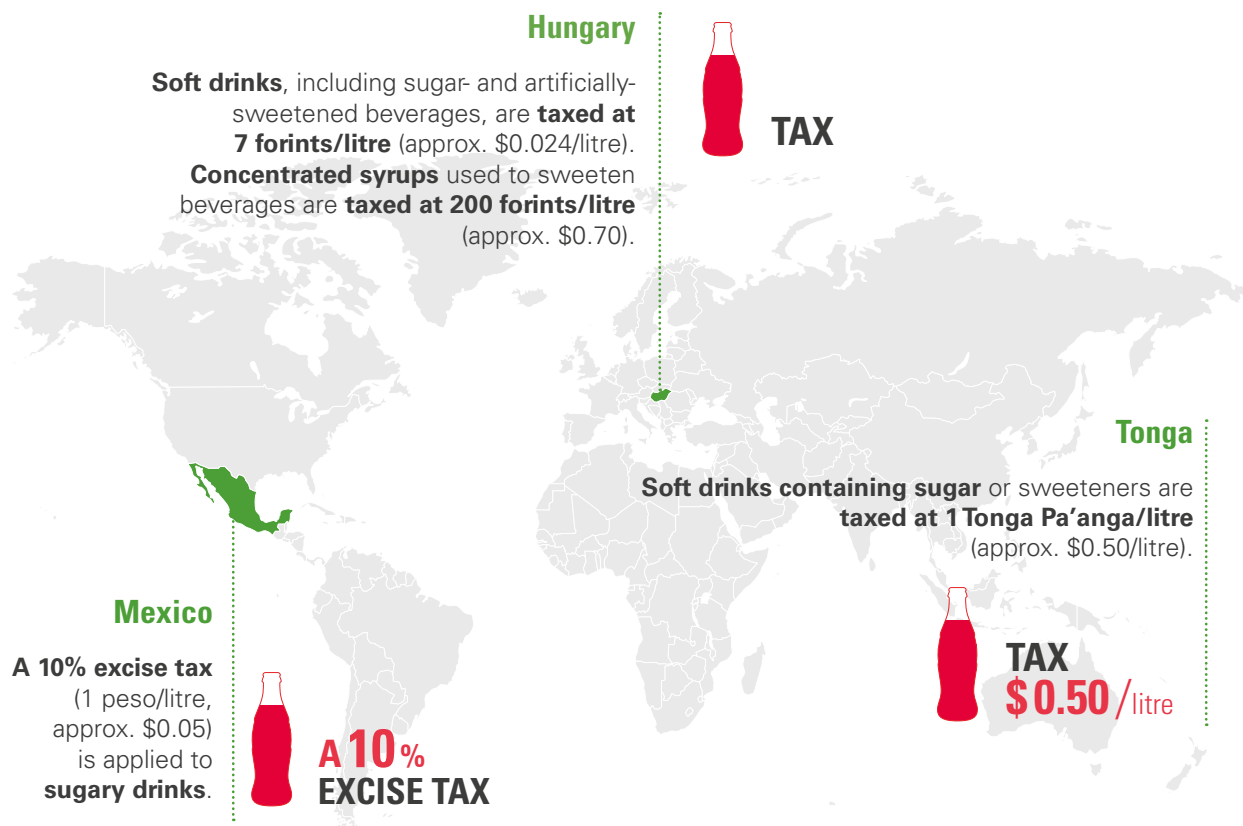 Hungary
Soft drinks, including sugar- and artificially-
sweetened beverages, are taxed at
7 forints/litre (approx. $0.024/litre).
Concentrated syrups used to sweeten
beverages are taxed at 200 forints/litre
(approx. $0.70).
TAX
Tonga
Soft drinks containing sugar or sweeteners are
taxed at 1 Tonga Pa’anga/litre
(approx. $0.50/litre).
TAX
$0.50/litre
Mexico
A 10% excise tax
(1 peso/litre,
approx. $0.05)
is applied to
sugary drinks.
A 10%
EXCISE TAX